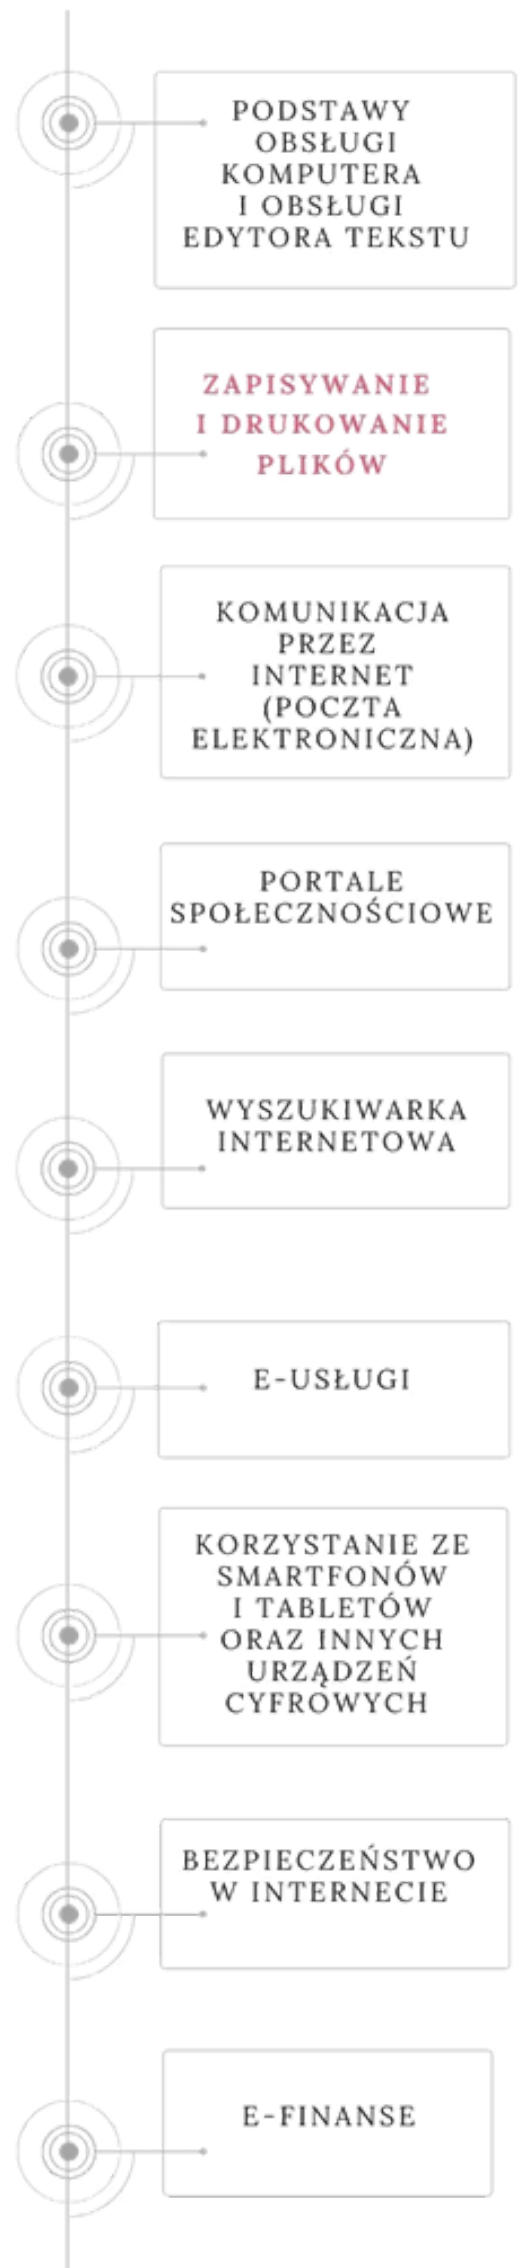 PODSTAWY
OBSŁUGI
KOMPUTERA
I OBSŁUGI
EDYTORA TEKSTU
ZAPISYWANIE
I DRUKOWANIE
PLIKÓW
KOMUNIKACJA
PRZEZ
INTERNET
(POCZTA
ELEKTRONICZNA)
PORTALE
SPOŁECZNOŚCIOWE
WYSZUKIWARKA
INTERNETOWA
E-USŁUGI
KORZYSTANIE ZE
SMARTFONÓW
I TABLETÓW
ORAZ INNYCH
URZĄDZEŃ
CYFROWYCH
BEZPIECZEŃSTWO
W INTERNECIE
E-FINANSE